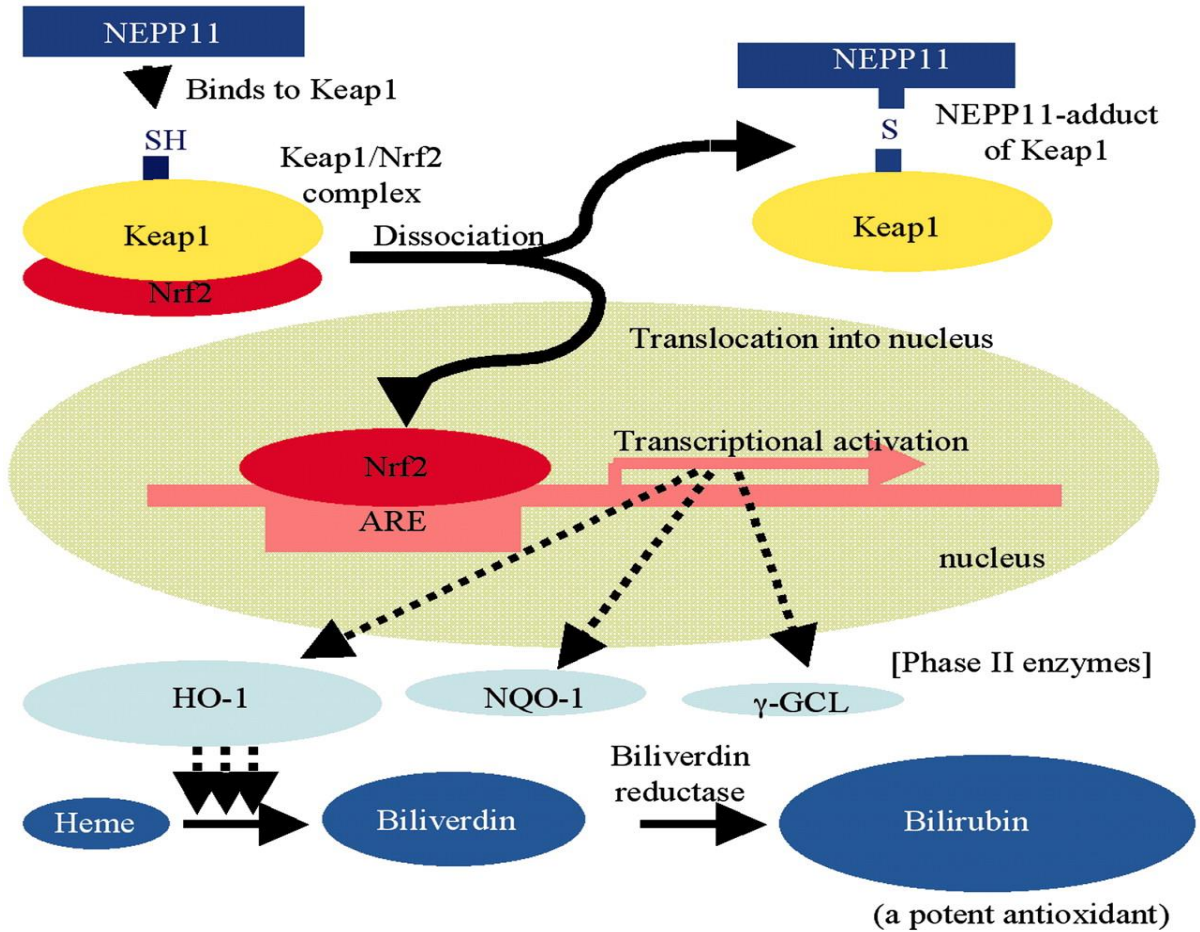 NEPP11
Binds to Keap1
SH
Keap1/Nrf2
complex
Keap1
Nrf2
Dissociation
NEPP11
S
NEPP11-adduct
of Keap1
Keap1
Translocation into nucleus
Transcriptional activation
Nrf2
ARE
nucleus
[Phase II enzymes]
HO-1
NQO-1
γ-GCL
Heme
Biliverdin
Biliverdin
reductase
Bilirubin
(a potent antioxidant)